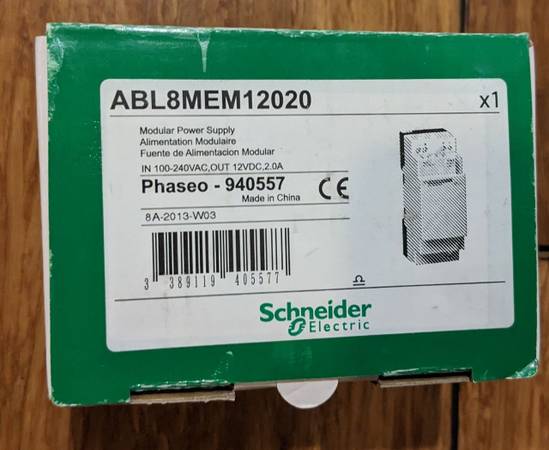 ABL8MEM12020 x1
Modular Power Supply
Alimentation Modulaire
Fuente de Alimentacion Modular
IN 100-240VAC,OUT 12VDC,2.0A
Phaseo - 940557 CE
Made in China
8A-2013-W03
3 389119 405577
Schneider
Electric